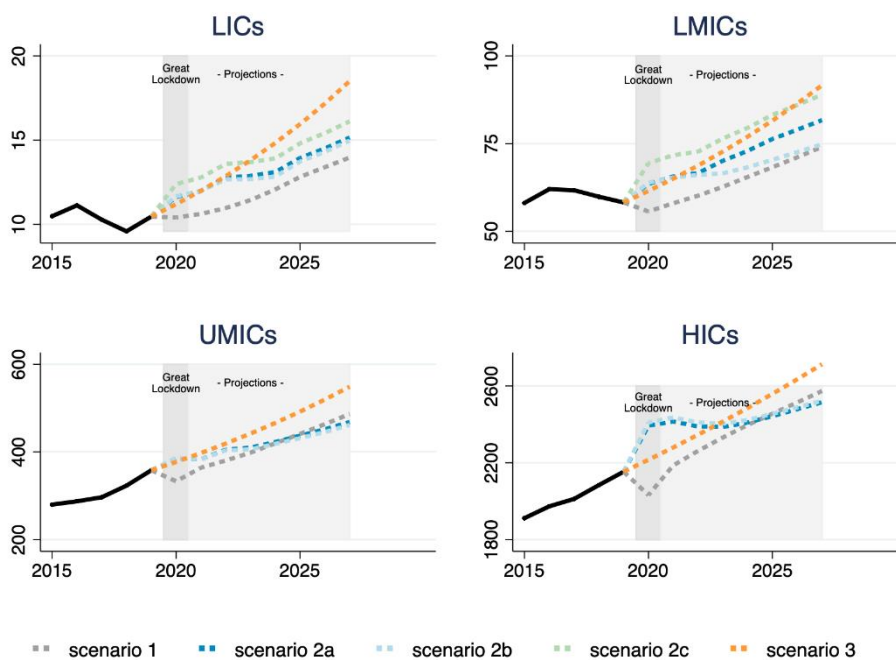 LICs
20
15
10
Great
Lockdown
- Projections -
2015
2020
2025
LMICs
100
75
50
Great
Lockdown
- Projections -
2015
2020
2025
UMICs
600
400
200
Great
Lockdown
- Projections -
2015
2020
2025
HICs
2600
2200
1800
Great
Lockdown
- Projections -
2015
2020
2025
scenario 1
scenario 2a
scenario 2b
scenario 2c
scenario 3